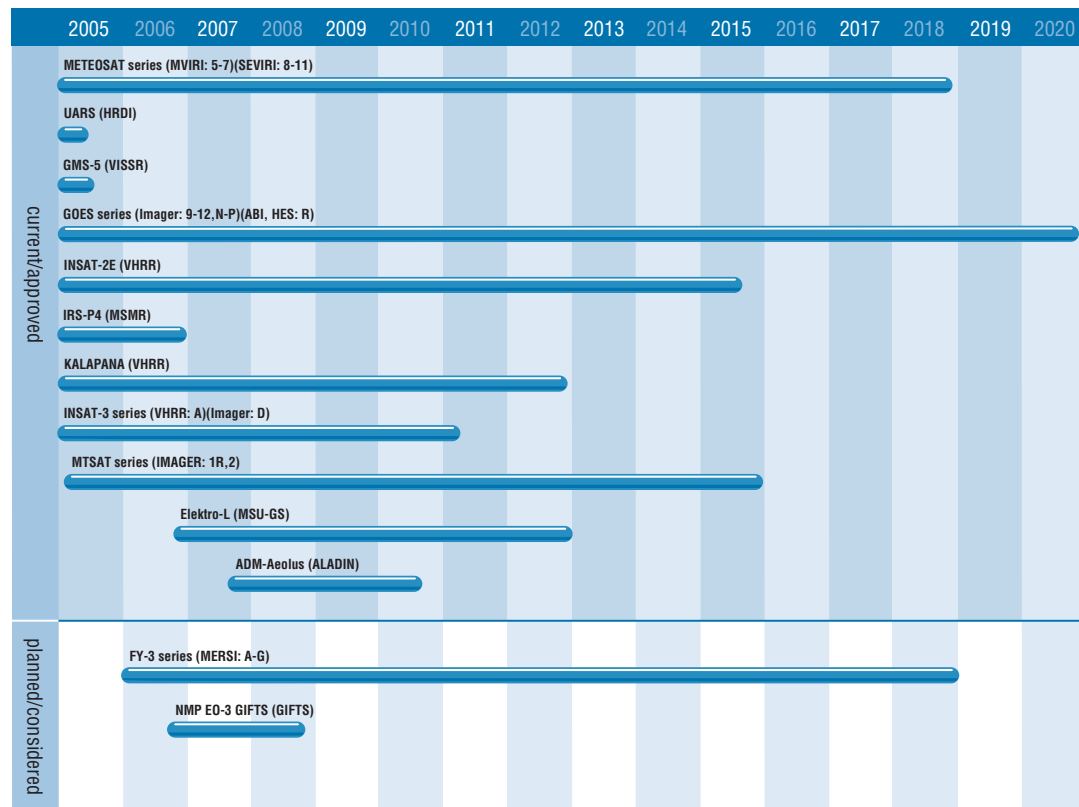 2005 2006 2007 2008 2009 2010 2011 2012 2013 2014 2015 2016 2017 2018 2019 2020
current/approved
METEOSAT series (MVIRI: 5-7)(SEVIRI: 8-11)
UARS (HRDI)
GMS-5 (VISSR)
GOES series (Imager: 9-12,N-P)(ABI, HES: R)
INSAT-2E (VHRR)
IRS-P4 (MSMR)
KALAPANA (VHRR)
INSAT-3 series (VHRR: A)(Imager: D)
MTSAT series (IMAGER: 1R,2)
Elektro-L (MSU-GS)
ADM-Aeolus (ALADIN)
planned/considered
FY-3 series (MERSI: A-G)
NMP EO-3 GIFTS (GIFTS)